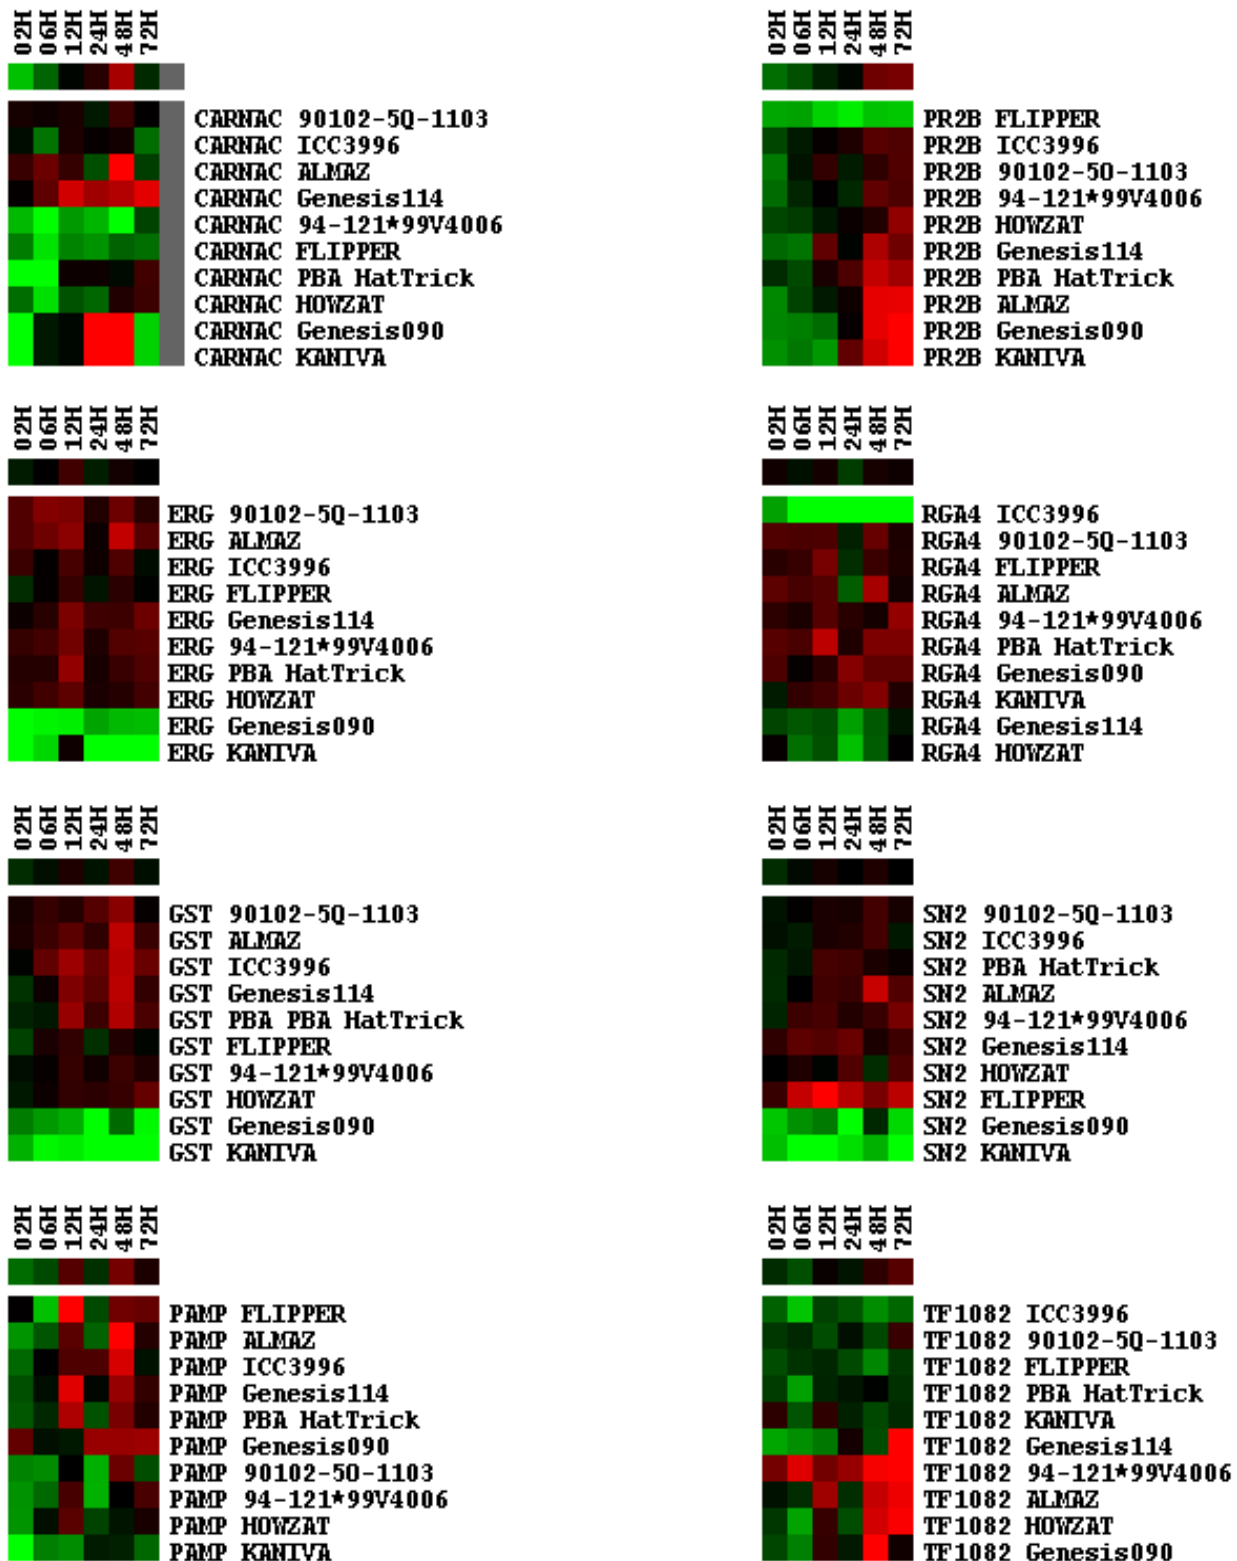 02H 06H 12H 24H 48H 72H
CARNAC 90102-5Q-1103
CARNAC ICC3996
CARNAC ALMAZ
CARNAC Genesis114
CARNAC 94-121*99V4006
CARNAC FLIPPER
CARNAC PBA HatTrick
CARNAC HOWZAT
CARNAC Genesis090
CARNAC KANIVA
02H 06H 12H 24H 48H 72H
PR2B FLIPPER
PR2B ICC3996
PR2B 90102-5O-1103
PR2B 94-121*99V4006
PR2B HOWZAT
PR2B Genesis114
PR2B PBA HatTrick
PR2B ALMAZ
PR2B Genesis090
PR2B KANIVA
02H 06H 12H 24H 48H 72H
ERG 90102-5Q-1103
ERG ALMAZ
ERG ICC3996
ERG FLIPPER
ERG Genesis114
ERG 94-121*99V4006
ERG PBA HatTrick
ERG HOWZAT
ERG Genesis090
ERG KANIVA
02H 06H 12H 24H 48H 72H
RGA4 ICC3996
RGA4 90102-5Q-1103
RGA4 FLIPPER
RGA4 ALMAZ
RGA4 94-121*99V4006
RGA4 PBA HatTrick
RGA4 Genesis090
RGA4 KANIVA
RGA4 Genesis114
RGA4 HOWZAT
02H 06H 12H 24H 48H 72H
GST 90102-5Q-1103
GST ALMAZ
GST ICC3996
GST Genesis114
GST PBA PBA HatTrick
GST FLIPPER
GST 94-121*99V4006
GST HOWZAT
GST Genesis090
GST KANIVA
02H 06H 12H 24H 48H 72H
SN2 90102-5Q-1103
SN2 ICC3996
SN2 PBA HatTrick
SN2 ALMAZ
SN2 94-121*99V4006
SN2 Genesis114
SN2 HOWZAT
SN2 FLIPPER
SN2 Genesis090
SN2 KANIVA
02H 06H 12H 24H 48H 72H
PAMP FLIPPER
PAMP ALMAZ
PAMP ICC3996
PAMP Genesis114
PAMP PBA HatTrick
PAMP Genesis090
PAMP 90102-5O-1103
PAMP 94-121*99V4006
PAMP HOWZAT
PAMP KANIVA
02H 06H 12H 24H 48H 72H
TF1082 ICC3996
TF1082 90102-5Q-1103
TF1082 FLIPPER
TF1082 PBA HatTrick
TF1082 KANIVA
TF1082 Genesis114
TF1082 94-121*99V4006
TF1082 ALMAZ
TF1082 HOWZAT
TF1082 Genesis090